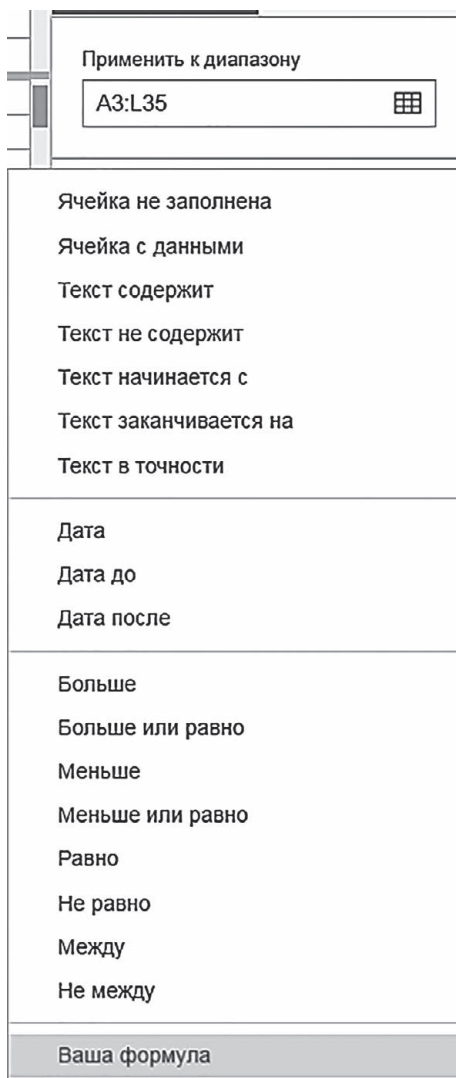 Применить к диапазону
A3:L35
Ячейка не заполнена
Ячейка с данными
Текст содержит
Текст не содержит
Текст начинается с
Текст заканчивается на
Текст в точности
Дата
Дата до
Дата после
Больше
Больше или равно
Меньше
Меньше или равно
Равно
Не равно
Между
Не между
Ваша формула